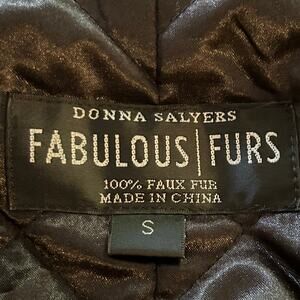 DONNA SALYERS
FABULOUS | FURS
100% FAUX FUR
MADE IN CHINA
S